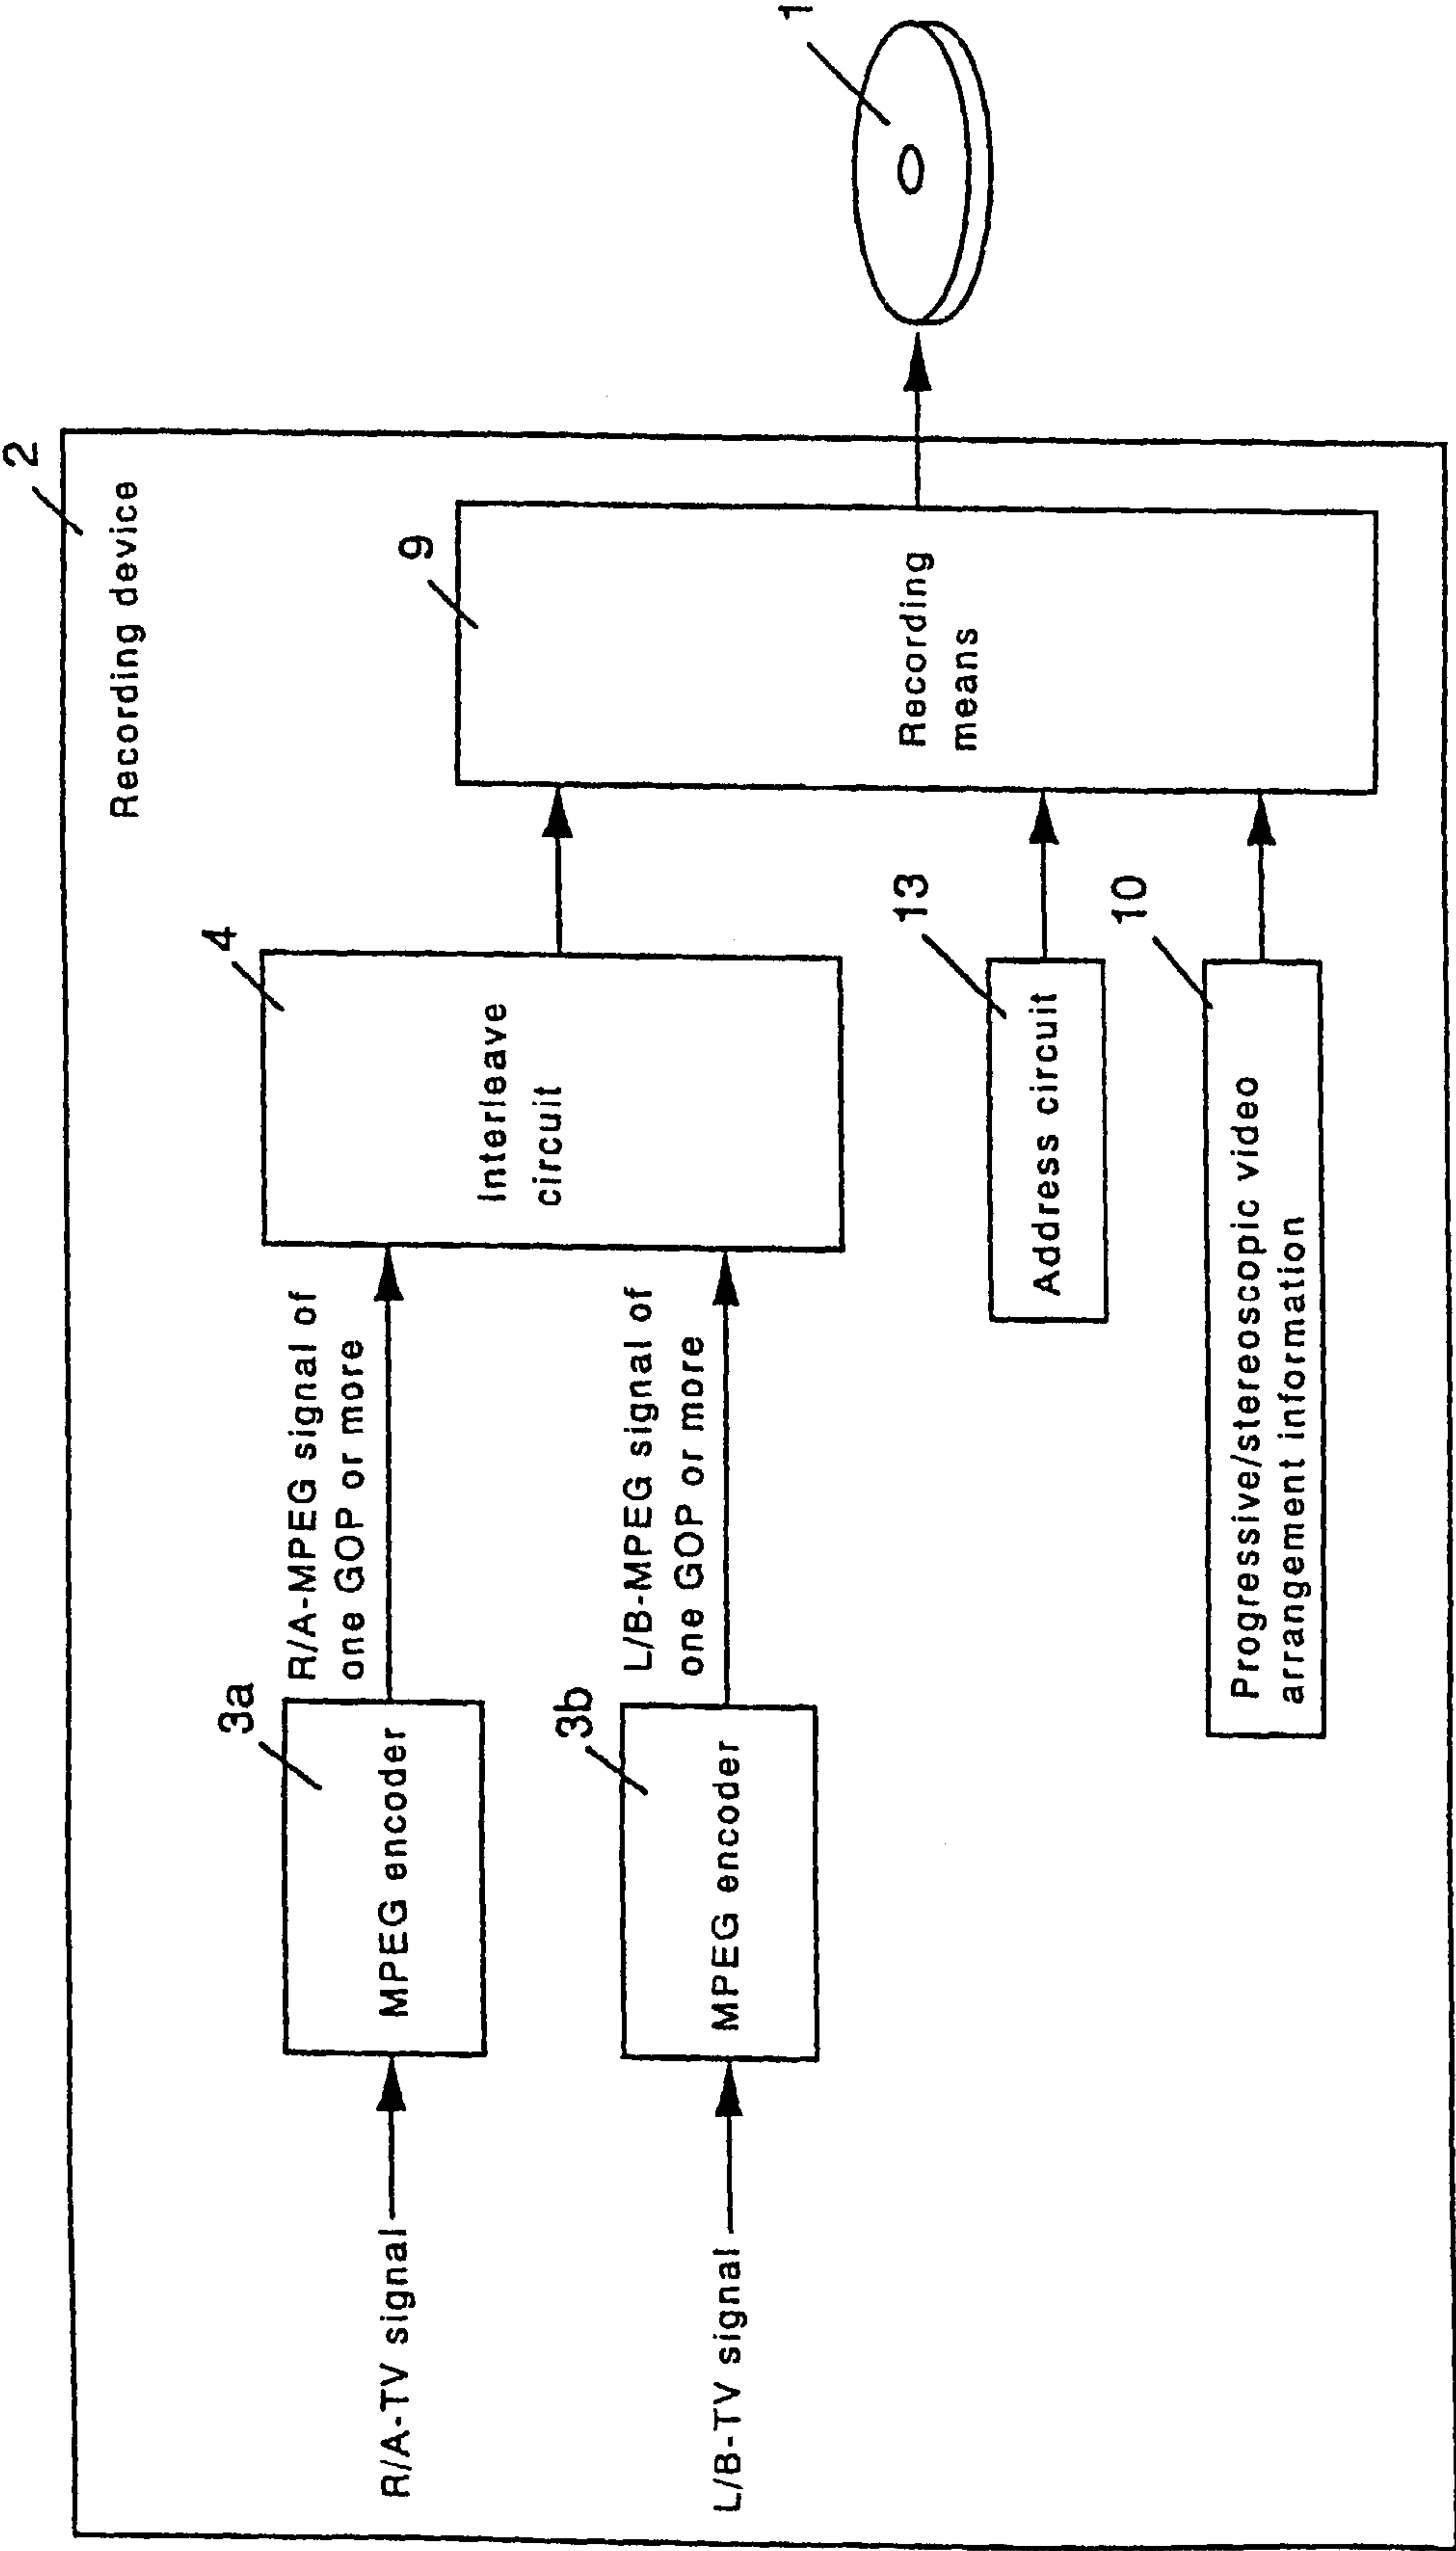 2
Recording device
1
3a
R/A-MPEG signal of
one GOP or more
4
9
R/A-TV signal
MPEG encoder
Interleave
circuit
3b
L/B-MPEG signal of
one GOP or more
L/B-TV signal
MPEG encoder
Recording
means
13
Address circuit
10
Progressive/stereoscopic video
arrangement information